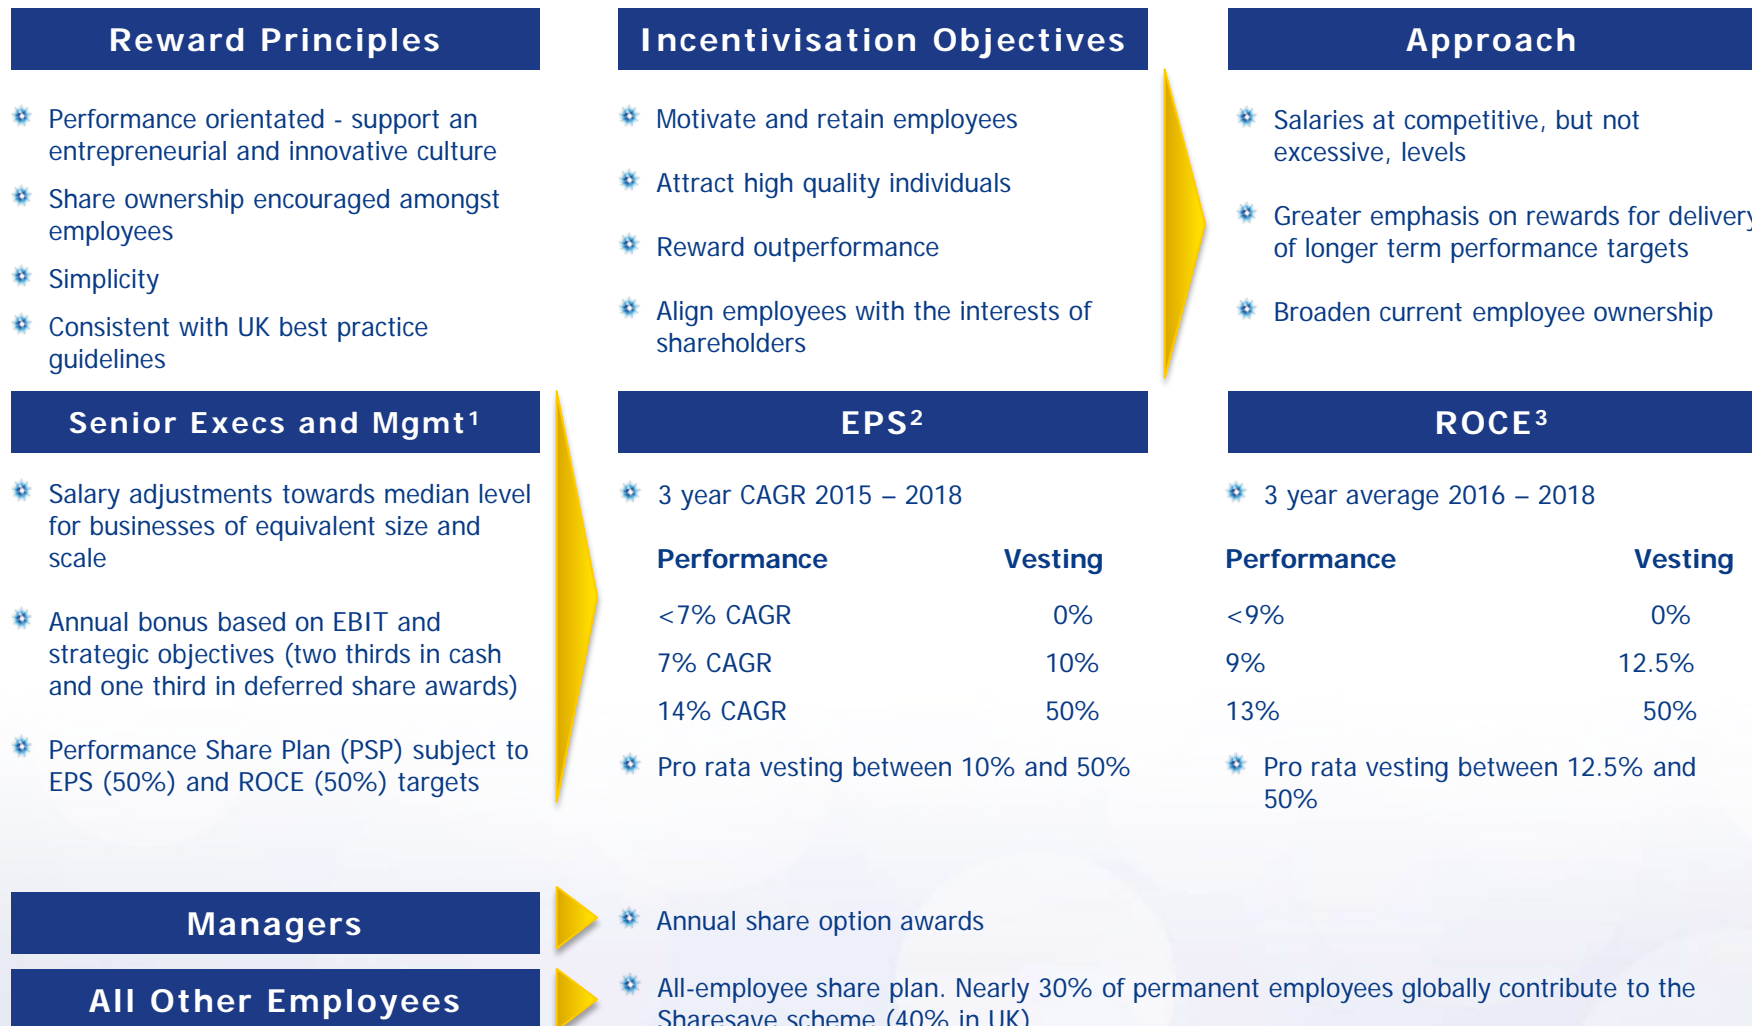 Reward Principles
Performance orientated - support an
entrepreneurial and innovative culture
Share ownership encouraged amongst
employees
Simplicity
Consistent with UK best practice
guidelines
Incentivisation Objectives
Motivate and retain employees
Attract high quality individuals
Reward outperformance
Align employees with the interests of
shareholders
Approach
Salaries at competitive, but not
excessive, levels
Greater emphasis on rewards for delivery
of longer term performance targets
Broaden current employee ownership
Senior Execs and Mgmt¹
Salary adjustments towards median level
for businesses of equivalent size and
scale
Annual bonus based on EBIT and
strategic objectives (two thirds in cash
and one third in deferred share awards)
Performance Share Plan (PSP) subject to
EPS (50%) and ROCE (50%) targets
EPS²
3 year CAGR 2015 – 2018
Performance Vesting
<7% CAGR 0%
7% CAGR 10%
14% CAGR 50%
Pro rata vesting between 10% and 50%
ROCE³
3 year average 2016 – 2018
Performance Vesting
<9% 0%
9% 12.5%
13% 50%
Pro rata vesting between 12.5% and
50%
Managers
Annual share option awards
All Other Employees
All-employee share plan. Nearly 30% of permanent employees globally contribute to the
Sharesave scheme (40% in UK)